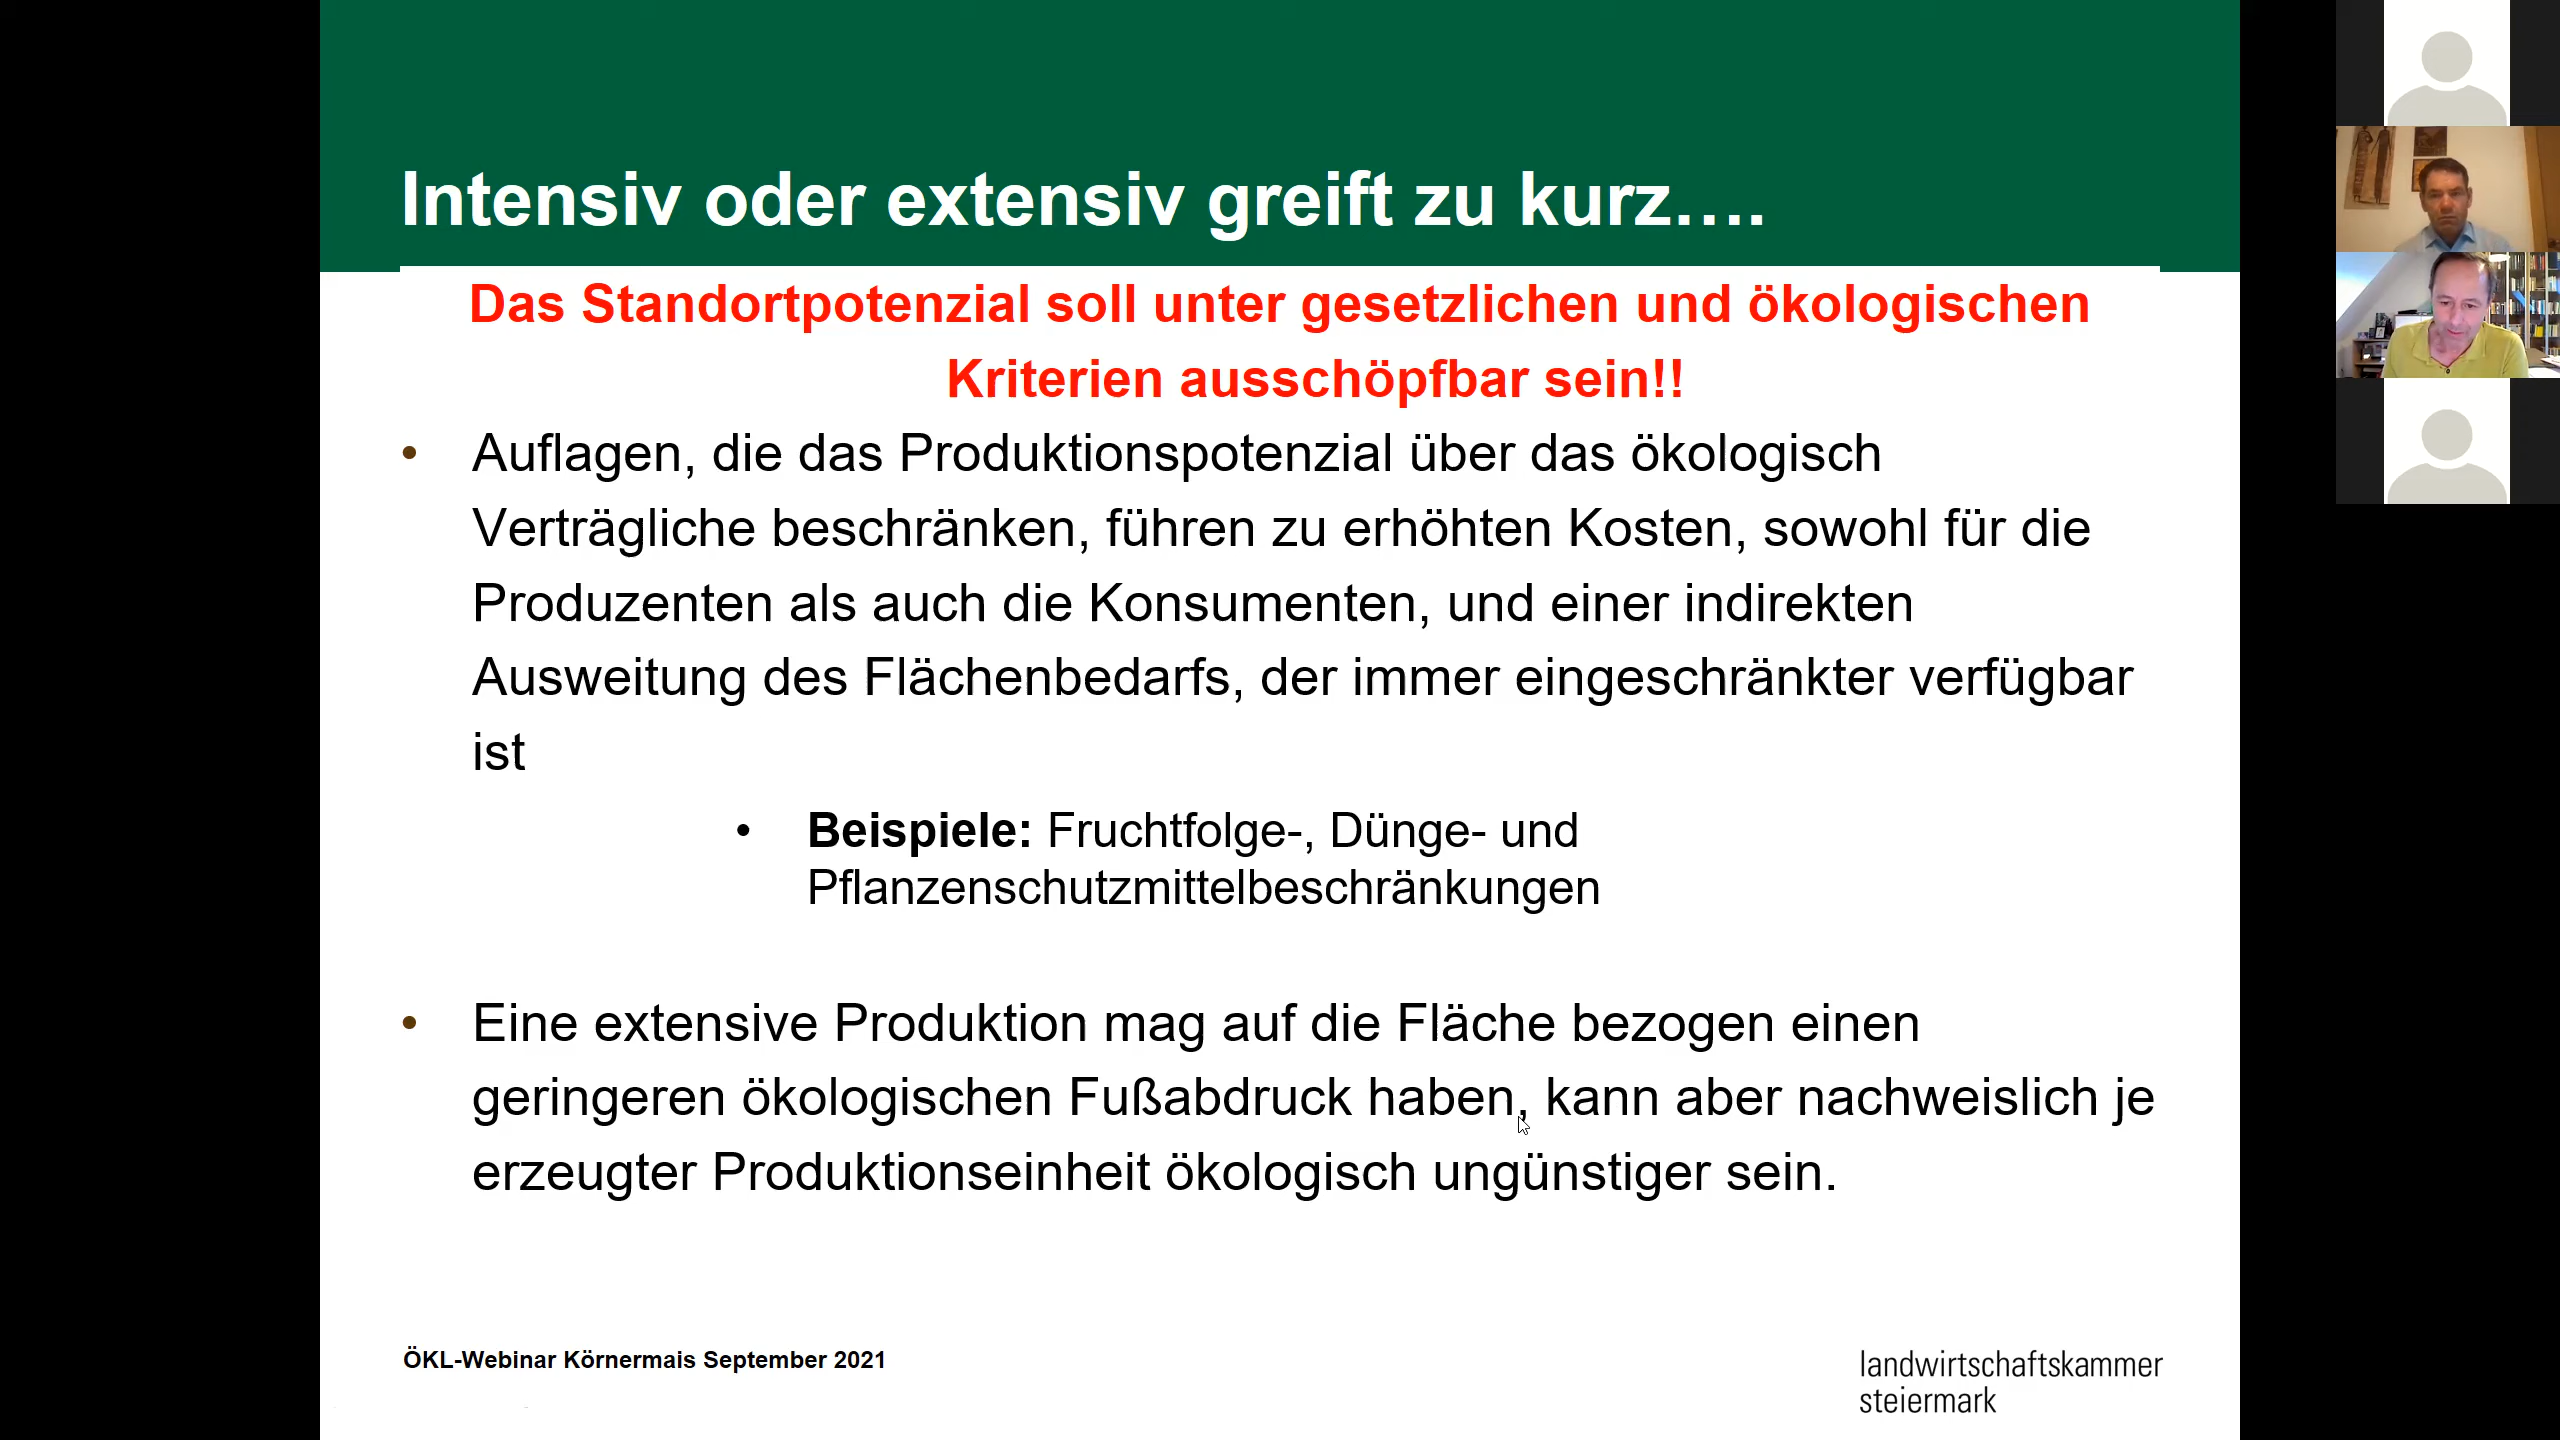 Intensiv oder extensiv greift zu kurz….
Das Standortpotenzial soll unter gesetzlichen und ökologischen
Kriterien ausschöpfbar sein!!
• Auflagen, die das Produktionspotenzial über das ökologisch
Verträgliche beschränken, führen zu erhöhten Kosten, sowohl für die
Produzenten als auch die Konsumenten, und einer indirekten
Ausweitung des Flächenbedarfs, der immer eingeschränkter verfügbar
ist
• Beispiele: Fruchtfolge-, Dünge- und
Pflanzenschutzmittelbeschränkungen
• Eine extensive Produktion mag auf die Fläche bezogen einen
geringeren ökologischen Fußabdruck haben, kann aber nachweislich je
erzeugter Produktionseinheit ökologisch ungünstiger sein.
ÖKL-Webinar Körnermais September 2021
landwirtschaftskammer
steiermark